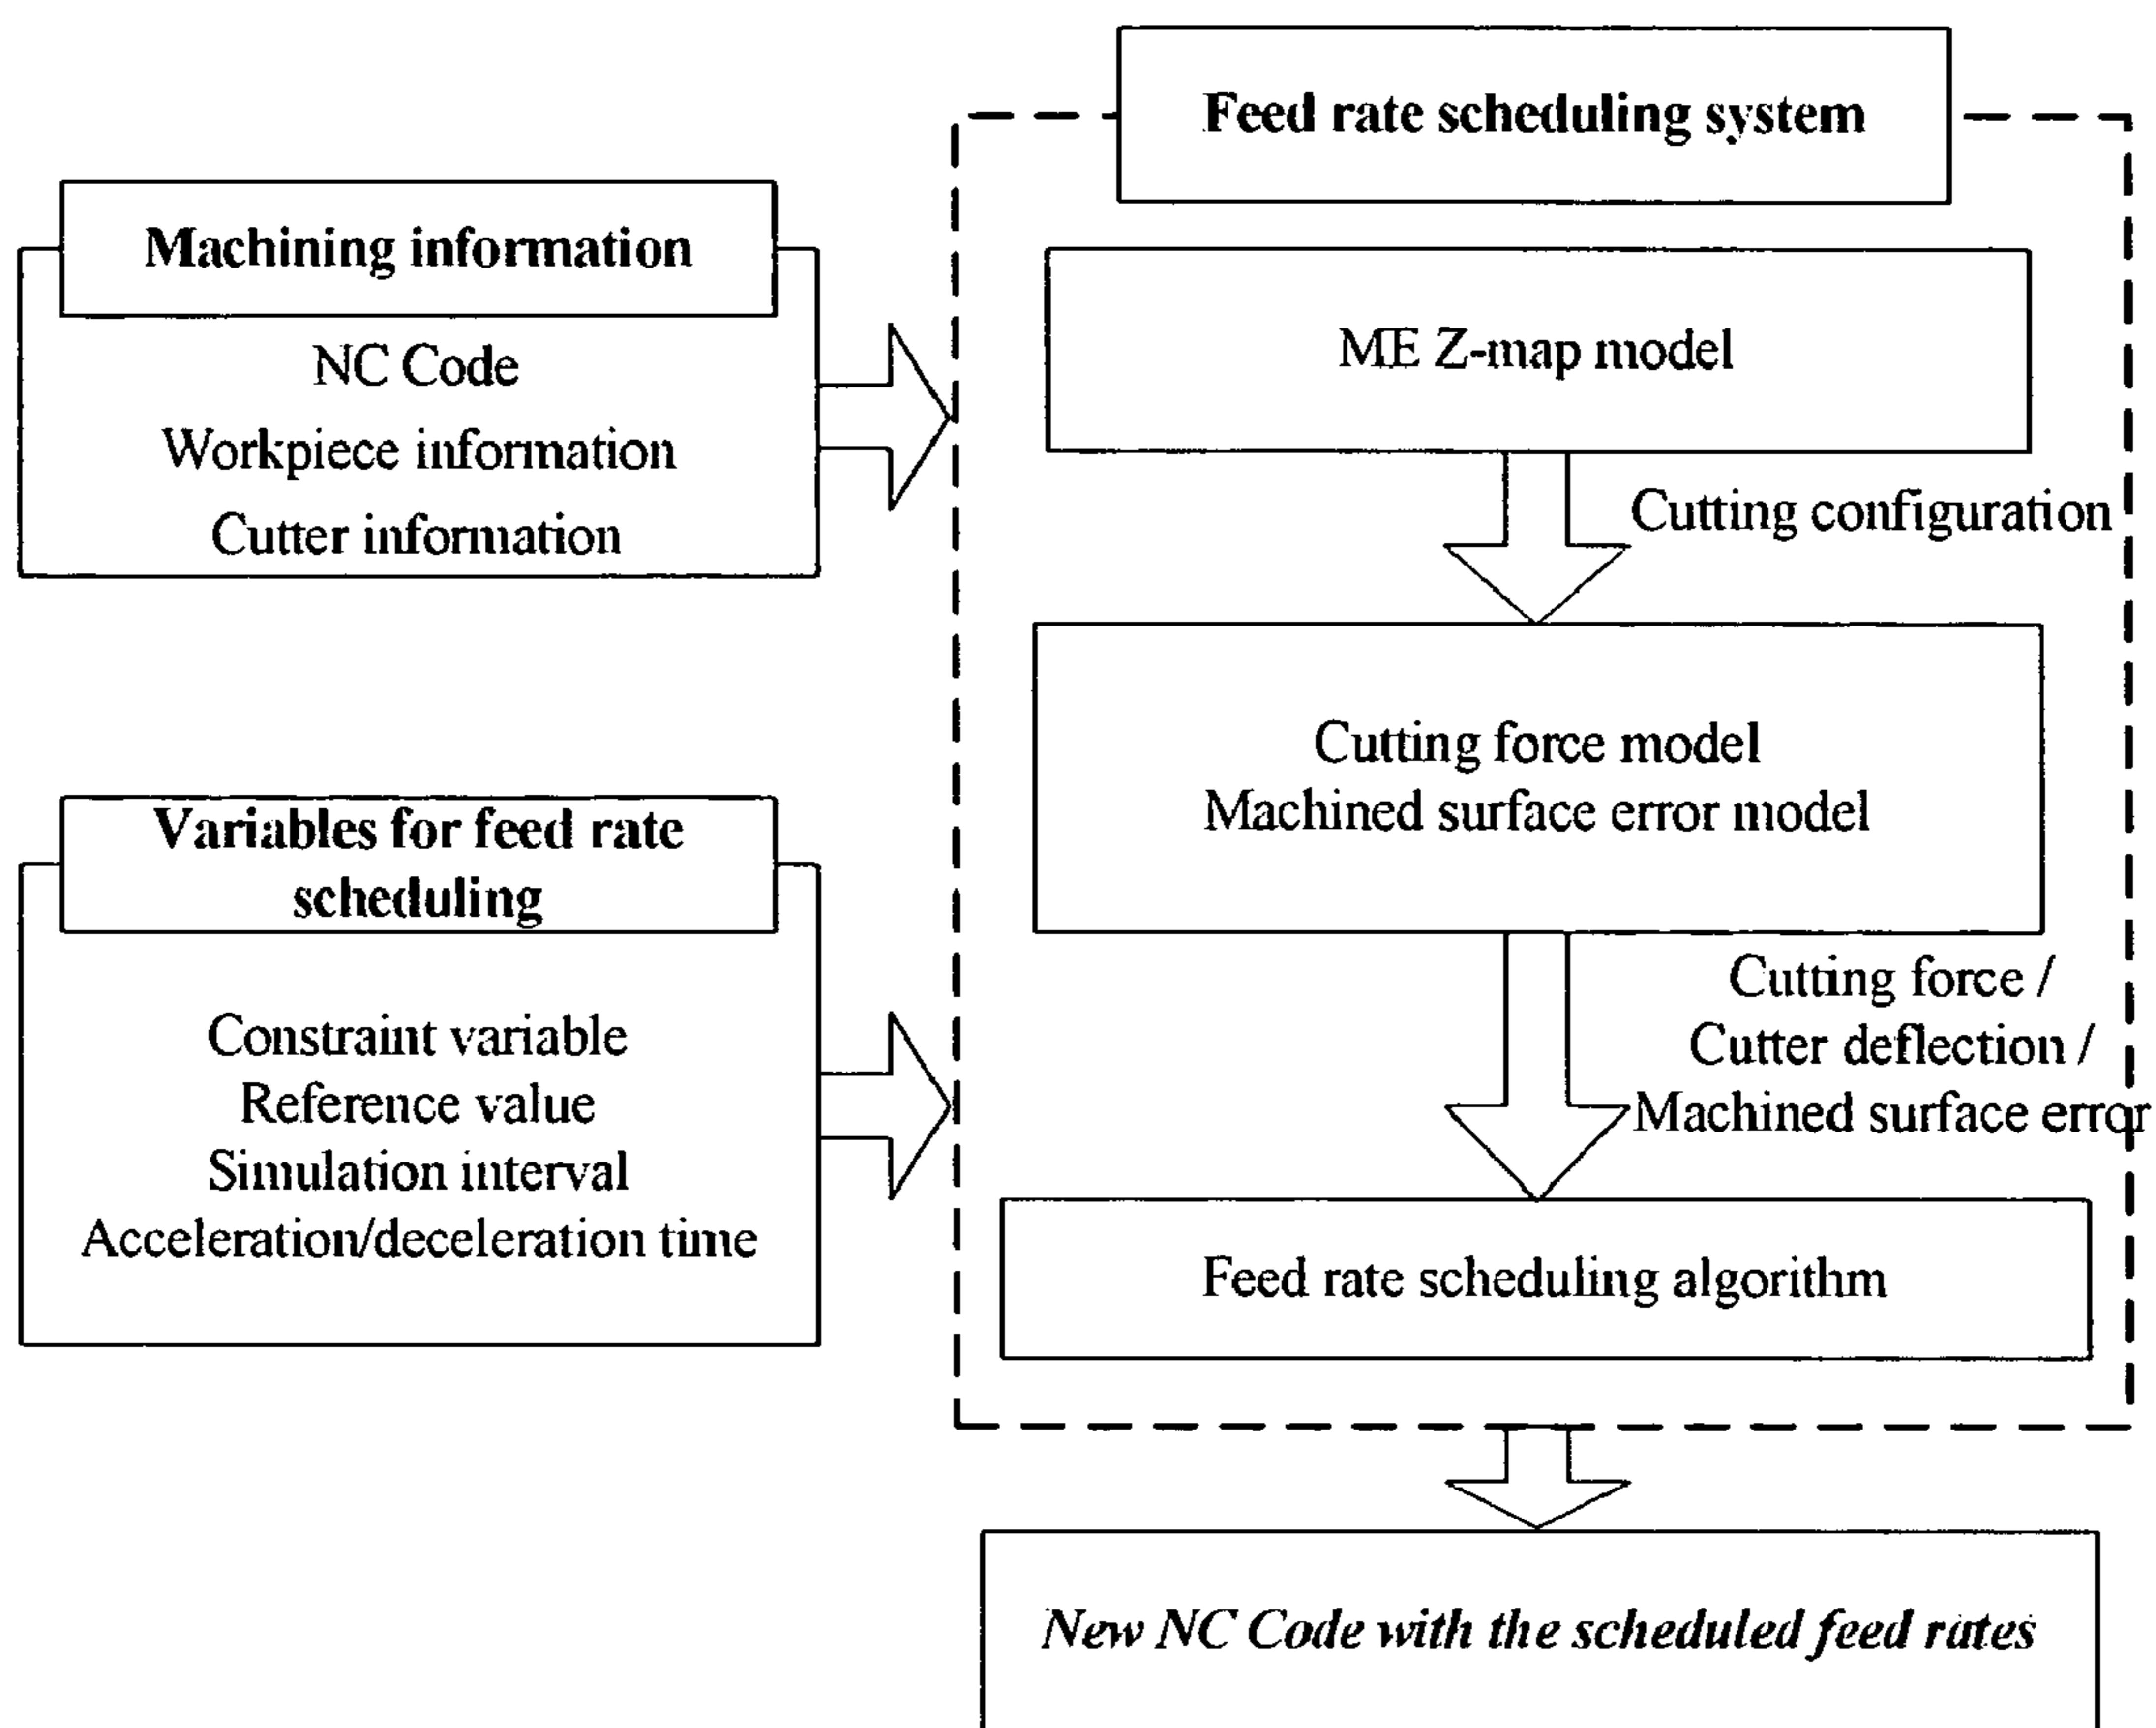 Feed rate scheduling system
Machining information
NC Code
Workpiece information
Cutter information
ME Z-map model
Cutting configuration
Cutting force model
Machined surface error model
Variables for feed rate
scheduling
Constraint variable
Reference value
Simulation interval
Acceleration/deceleration time
Cutting force /
Cutter deflection /
Machined surface error
Feed rate scheduling algorithm
New NC Code with the scheduled feed rates